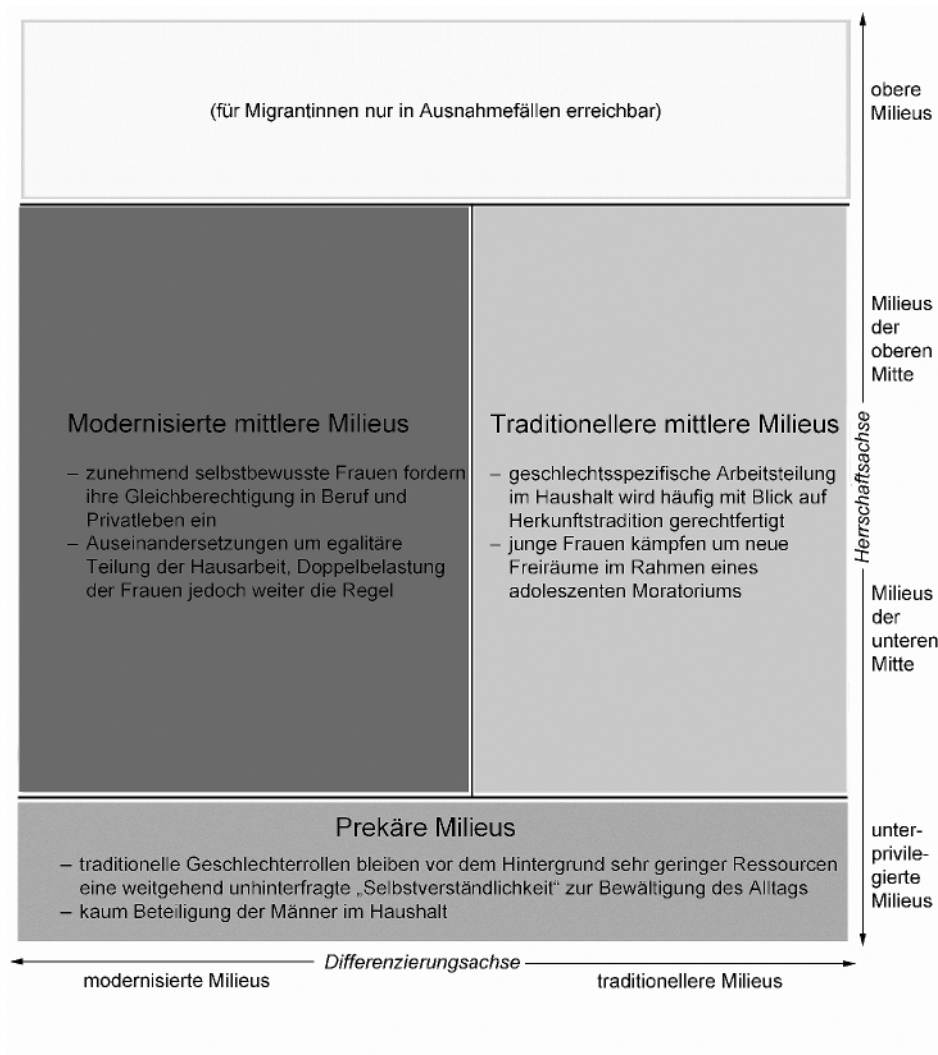 (für Migrantinnen nur in Ausnahmefällen erreichbar)
obere
Milieus
Milieus
der
oberen
Mitte
Modernisierte mittlere Milieus
– zunehmend selbstbewusste Frauen fordern
ihre Gleichberechtigung in Beruf und
Privatleben ein
– Auseinandersetzungen um egalitäre
Teilung der Hausarbeit, Doppelbelastung
der Frauen jedoch weiter die Regel
Traditionellere mittlere Milieus
– geschlechtsspezifische Arbeitsteilung
im Haushalt wird häufig mit Blick auf
Herkunftstradition gerechtfertigt
– junge Frauen kämpfen um neue
Freiräume im Rahmen eines
adoleszenten Moratoriums
Herrschaftsachse
Milieus
der
unteren
Mitte
Prekäre Milieus
– traditionelle Geschlechterrollen bleiben vor dem Hintergrund sehr geringer Ressourcen
eine weitgehend unhinterfragte „Selbstverständlichkeit“ zur Bewältigung des Alltags
– kaum Beteiligung der Männer im Haushalt
unter-
privile-
gierte
Milieus
Differenzierungsachse
modernisierte Milieus
traditionellere Milieus